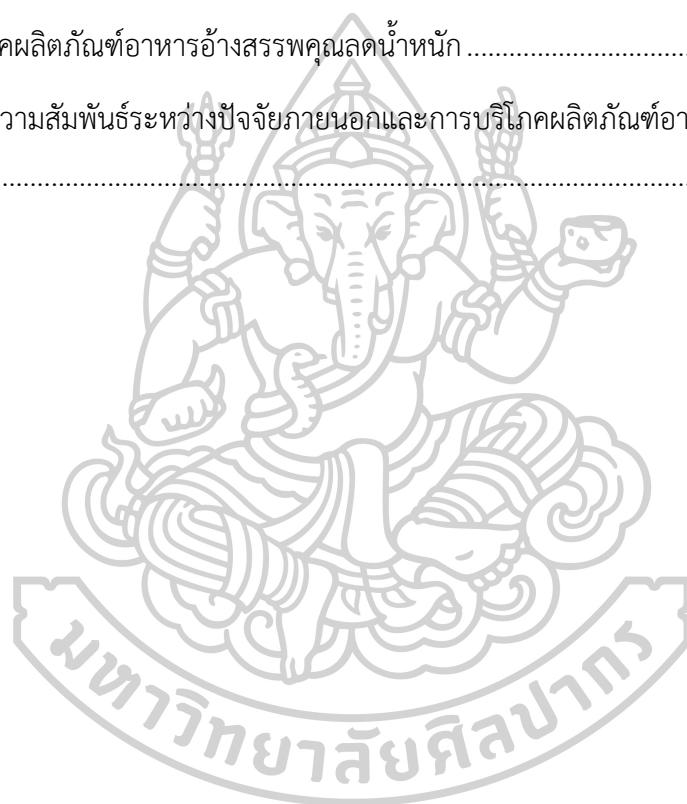 คผลิตภัณฑ์อาหารอ้างสรรพคุณลดน้ำหนัก ................................
วามสัมพันธ์ระหว่างปัจจัยภายนอกและการบริโภคผลิตภัณฑ์อา
................................................................................................
มหาวิทยาลัยศิลปากร